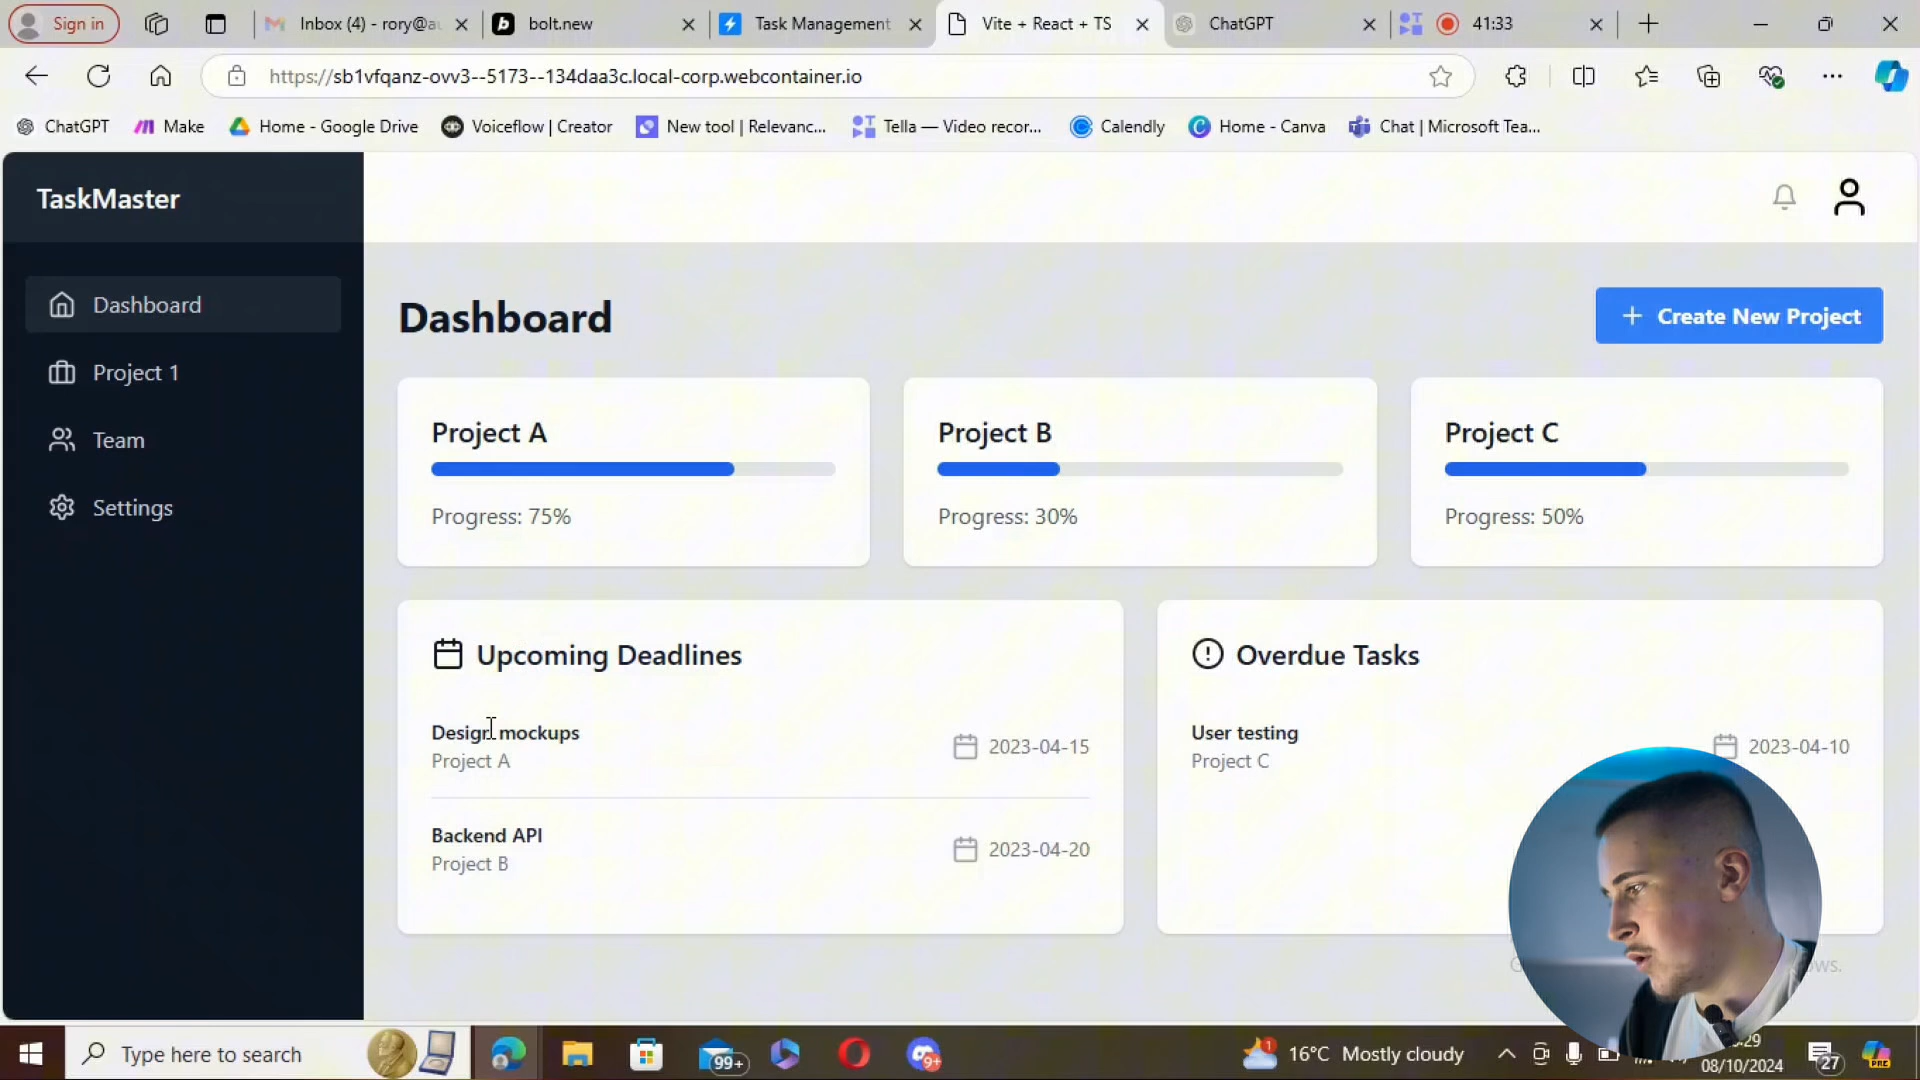 Sign in
Inbox (4) - rory@au
bolt.new
Task Management
Vite + React + TS
ChatGPT
41:33
https://sb1vfqanz-ovv3--5173--134daa3c.local-corp.webcontainer.io
ChatGPT
Make
Home - Google Drive
Voiceflow | Creator
New tool | Relevanc...
Tella — Video recor...
Calendly
Home - Canva
Chat | Microsoft Tea...
TaskMaster
Dashboard
Project 1
Team
Settings
Dashboard
+ Create New Project
Project A
Progress: 75%
Project B
Progress: 30%
Project C
Progress: 50%
Upcoming Deadlines
Design mockups
Project A
2023-04-15
Backend API
Project B
2023-04-20
Overdue Tasks
User testing
Project C
2023-04-10
Type here to search
99+
9+
1
16°C Mostly cloudy
08/10/2024
27
PRE